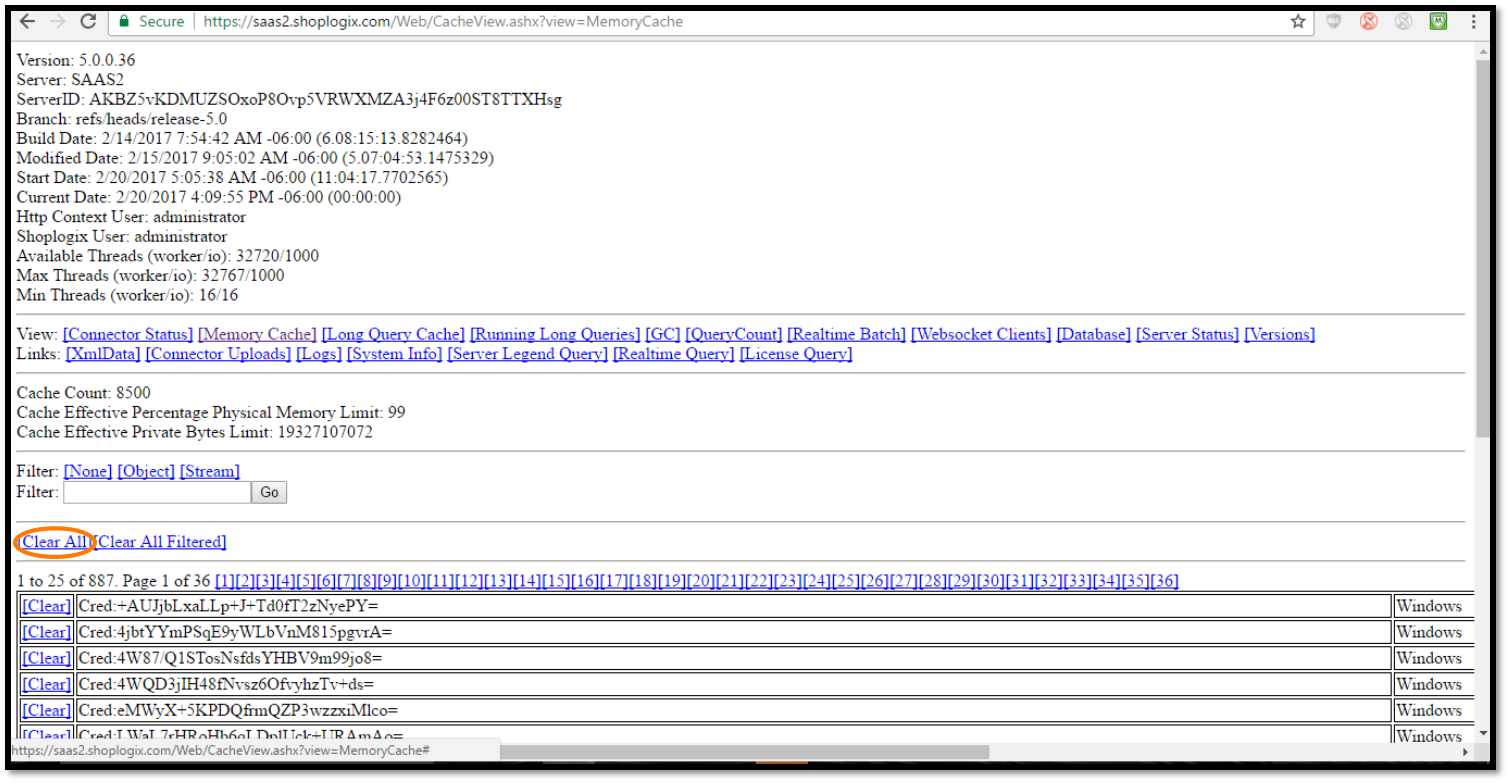 Secure | https://saas2.shoplogix.com/Web/CacheView.ashx?view=MemoryCache
Version: 5.0.0.36
Server: SAAS2
ServerID: AKBZ5vKDMUZSOxoP8Ovp5VRWXMZA3j4F6z00ST8TTXHsg
Branch: refs/heads/release-5.0
Build Date: 2/14/2017 7:54:42 AM -06:00 (6.08:15:13.8282464)
Modified Date: 2/15/2017 9:05:02 AM -06:00 (5.07:04:53.1475329)
Start Date: 2/20/2017 5:05:38 AM -06:00 (11:04:17.7702565)
Current Date: 2/20/2017 4:09:55 PM -06:00 (00:00:00)
Http Context User: administrator
Shoplogix User: administrator
Available Threads (worker/io): 32720/1000
Max Threads (worker/io): 32767/1000
Min Threads (worker/io): 16/16
View: [Connector Status] [Memory Cache] [Long Query Cache] [Running Long Queries] [GC] [QueryCount] [Realtime Batch] [Websocket Clients] [Database] [Server Status] [Versions]
Links: [XmlData] [Connector Uploads] [Logs] [System Info] [Server Legend Query] [Realtime Query] [License Query]
Cache Count: 8500
Cache Effective Percentage Physical Memory Limit: 99
Cache Effective Private Bytes Limit: 19327107072
Filter: [None] [Object] [Stream]
Filter: Go
[Clear All] [Clear All Filtered]
1 to 25 of 887. Page 1 of 36 [1][2][3][4][5][6][7][8][9][10][11][12][13][14][15][16][17][18][19][20][21][22][23][24][25][26][27][28][29][30][31][32][33][34][35][36]
[Clear] Cred:+AUJjbLxaLLp+J+Td0fT2zNyePY= Windows
[Clear] Cred:4jbtYYmPSqE9yWLbVnM815pgvrA= Windows
[Clear] Cred:4W87/Q1STosNsfdsYHBV9m99jo8= Windows
[Clear] Cred:4WQD3jIH48fNvsz6OfvyhzTv+ds= Windows
[Clear] Cred:eMWyX+5KPDQfrmQZP3wzzxiMlco= Windows
[Clear] Windows
https://saas2.shoplogix.com/Web/CacheView.ashx?view=MemoryCache#